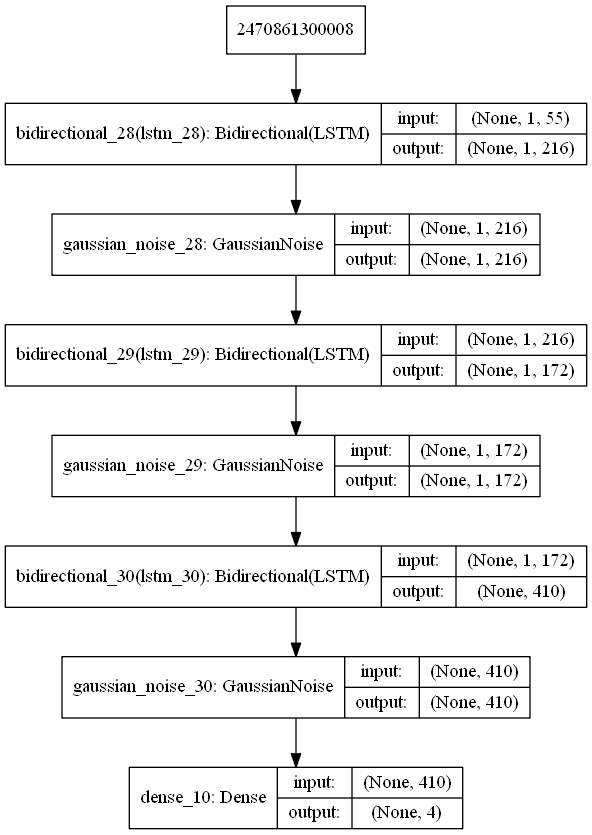 2470861300008
bidirectional_28(lstm_28): Bidirectional(LSTM)
input: (None, 1, 55)
output: (None, 1, 216)
gaussian_noise_28: GaussianNoise
input: (None, 1, 216)
output: (None, 1, 216)
bidirectional_29(lstm_29): Bidirectional(LSTM)
input: (None, 1, 216)
output: (None, 1, 172)
gaussian_noise_29: GaussianNoise
input: (None, 1, 172)
output: (None, 1, 172)
bidirectional_30(lstm_30): Bidirectional(LSTM)
input: (None, 1, 172)
output: (None, 410)
gaussian_noise_30: GaussianNoise
input: (None, 410)
output: (None, 410)
dense_10: Dense
input: (None, 410)
output: (None, 4)